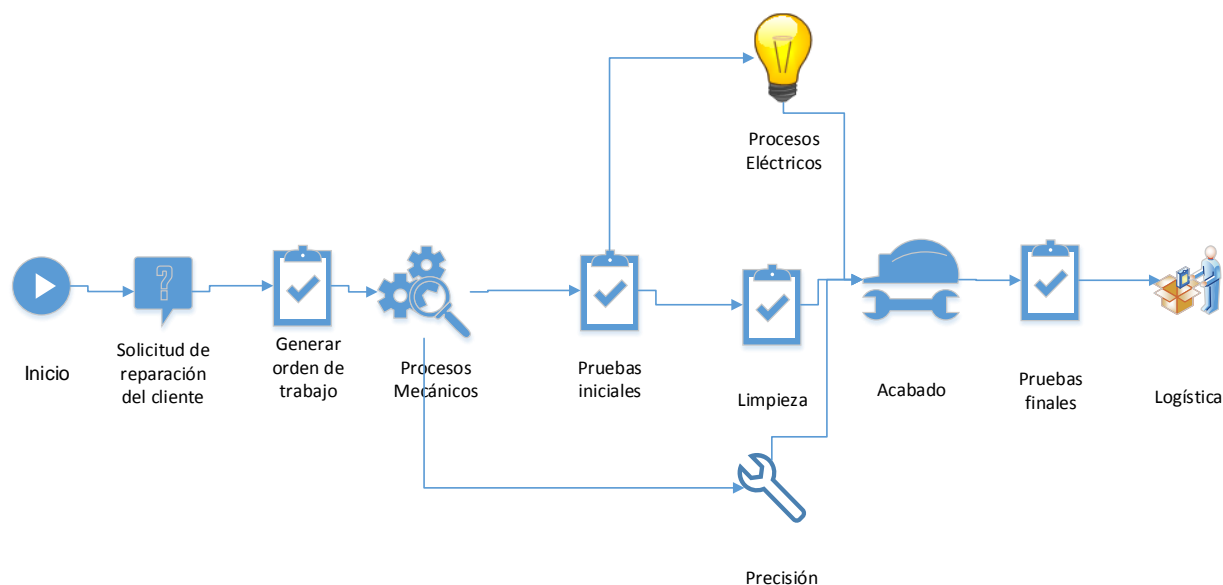 Procesos
Eléctricos
Inicio
Solicitud de
reparación
del cliente
Generar
orden de
trabajo
Procesos
Mecánicos
Pruebas
iniciales
Limpieza
Acabado
Pruebas
finales
Logística
Precisión